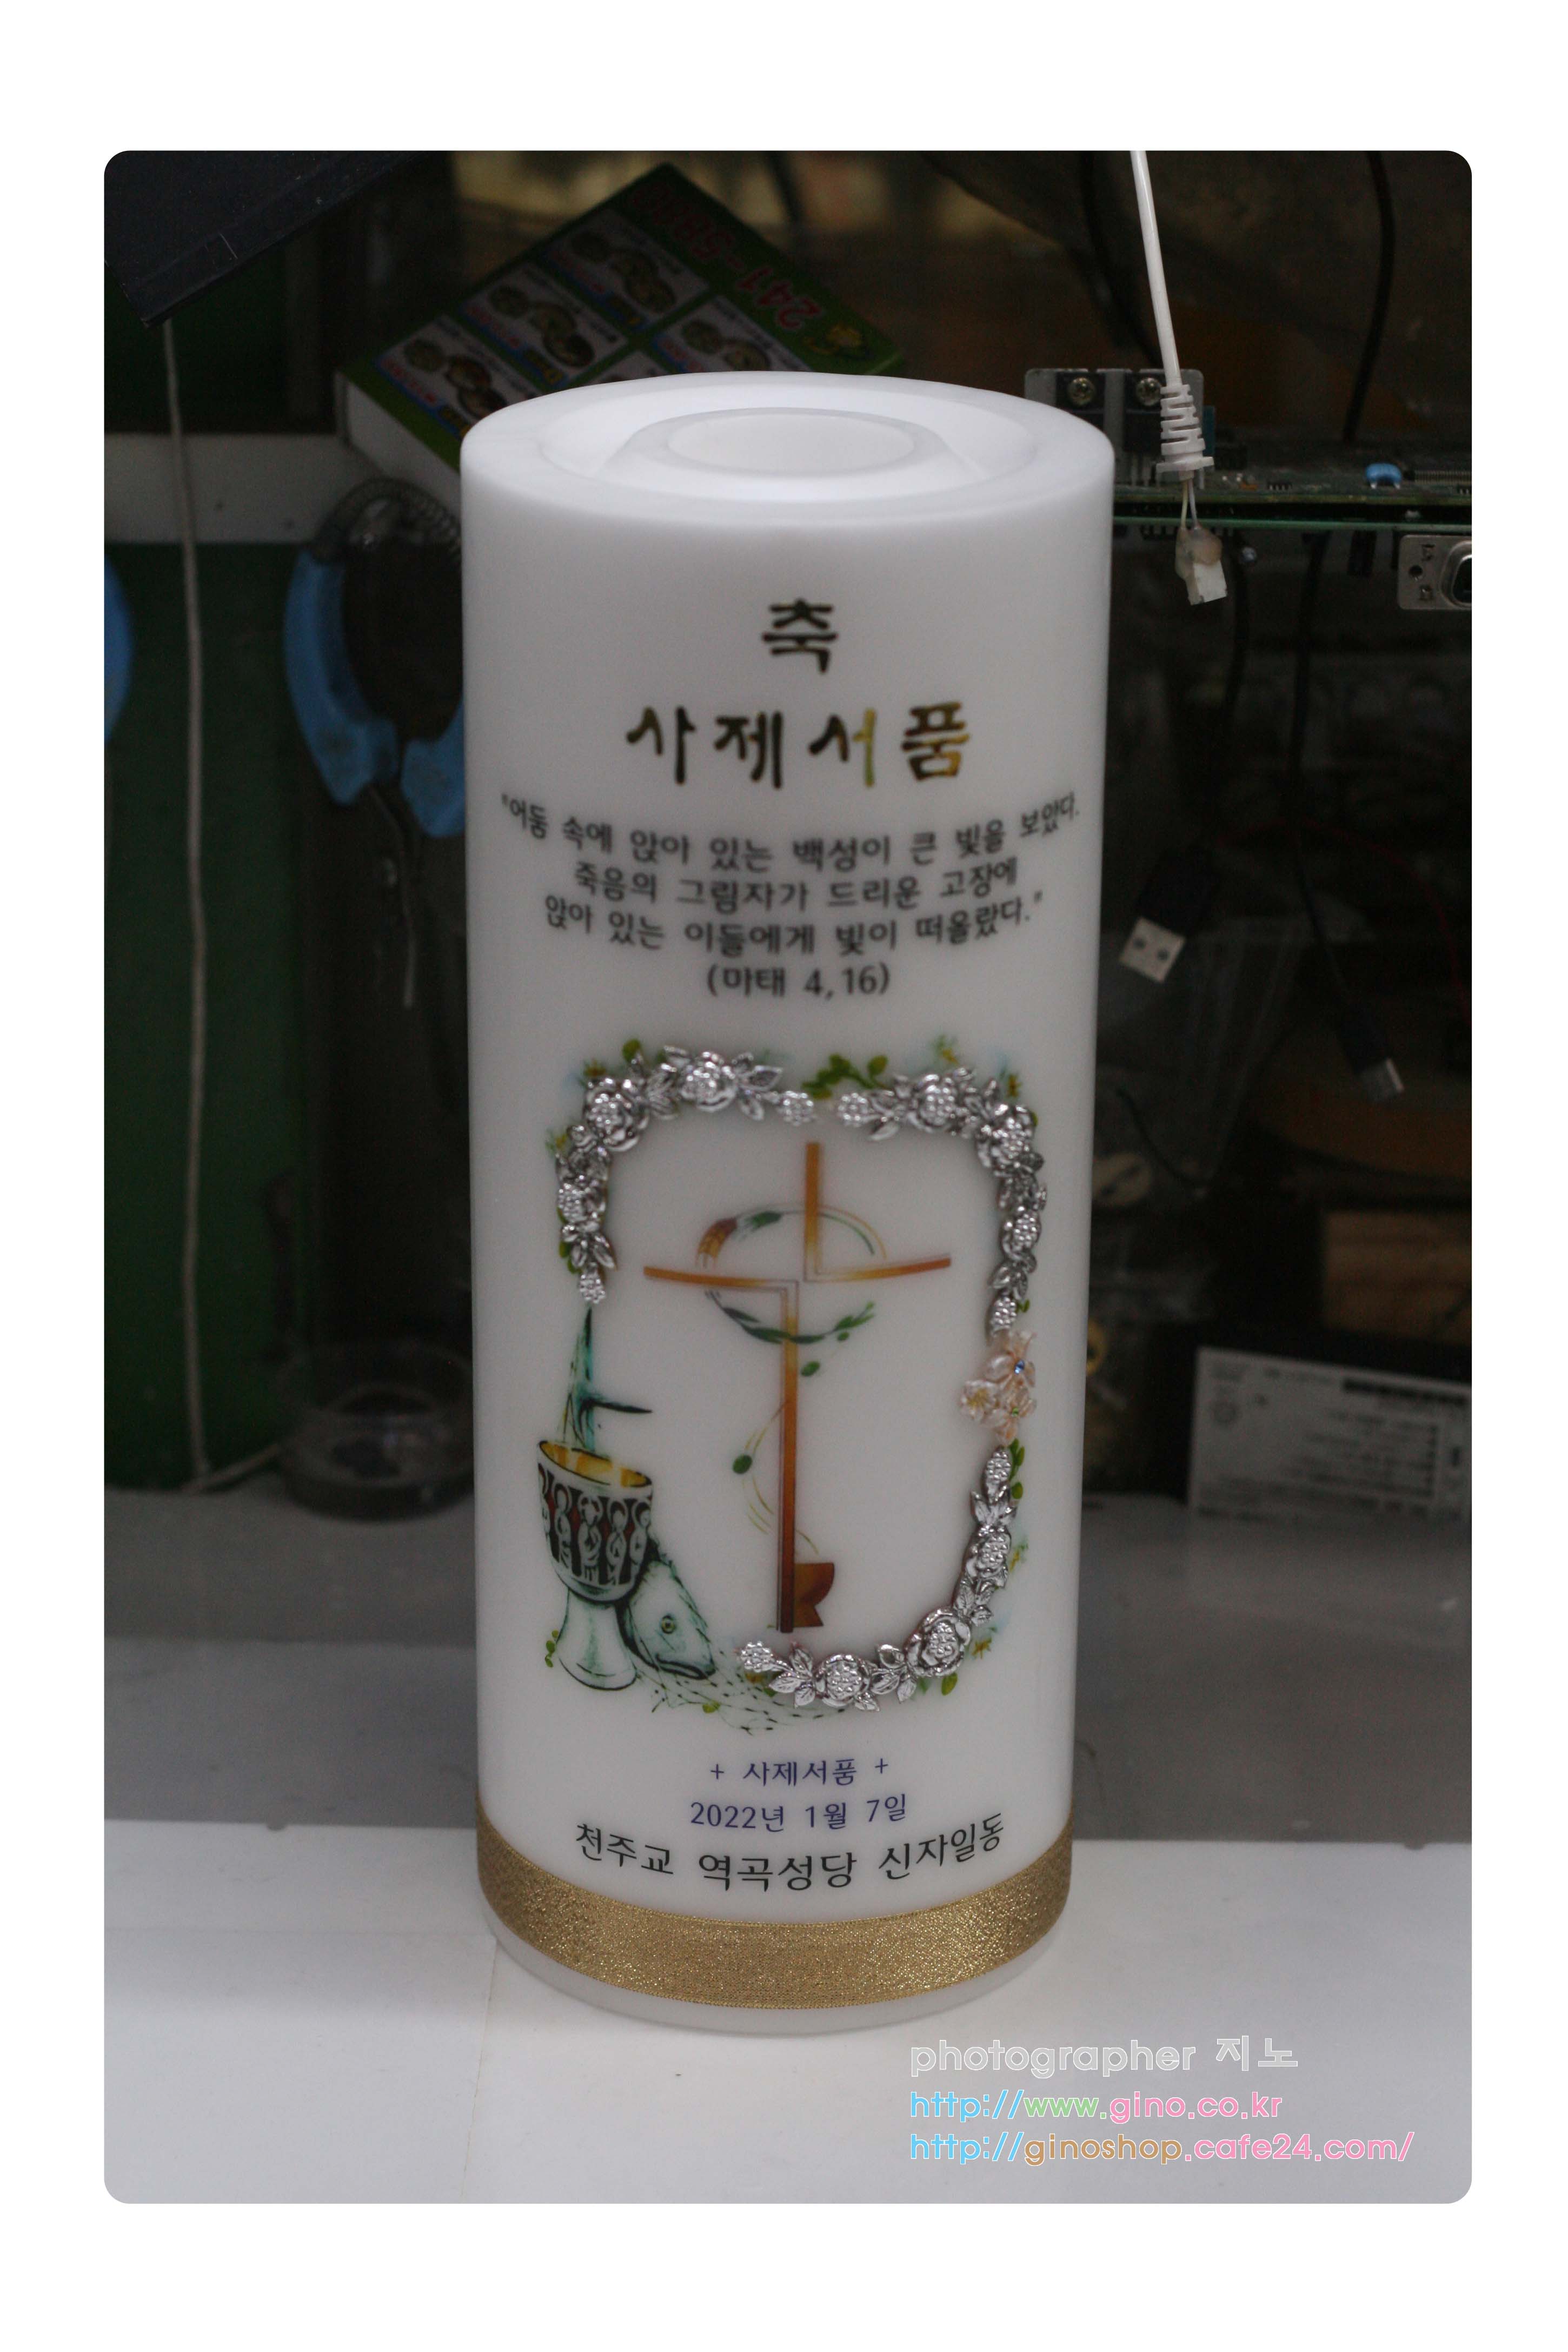 241-5
축
사제서품
"어둠 속에 앉아 있는 백성이 큰 빛을 보았다.
죽음의 그림자가 드리운 고장에
앉아 있는 이들에게 빛이 떠올랐다."
(마태 4,16)
+ 사제서품 +
2022년 1월 7일
천주교 역곡성당 신자일동
photographer 지노
http://www.gino.co.kr
http://ginoshop.cafe24.com/